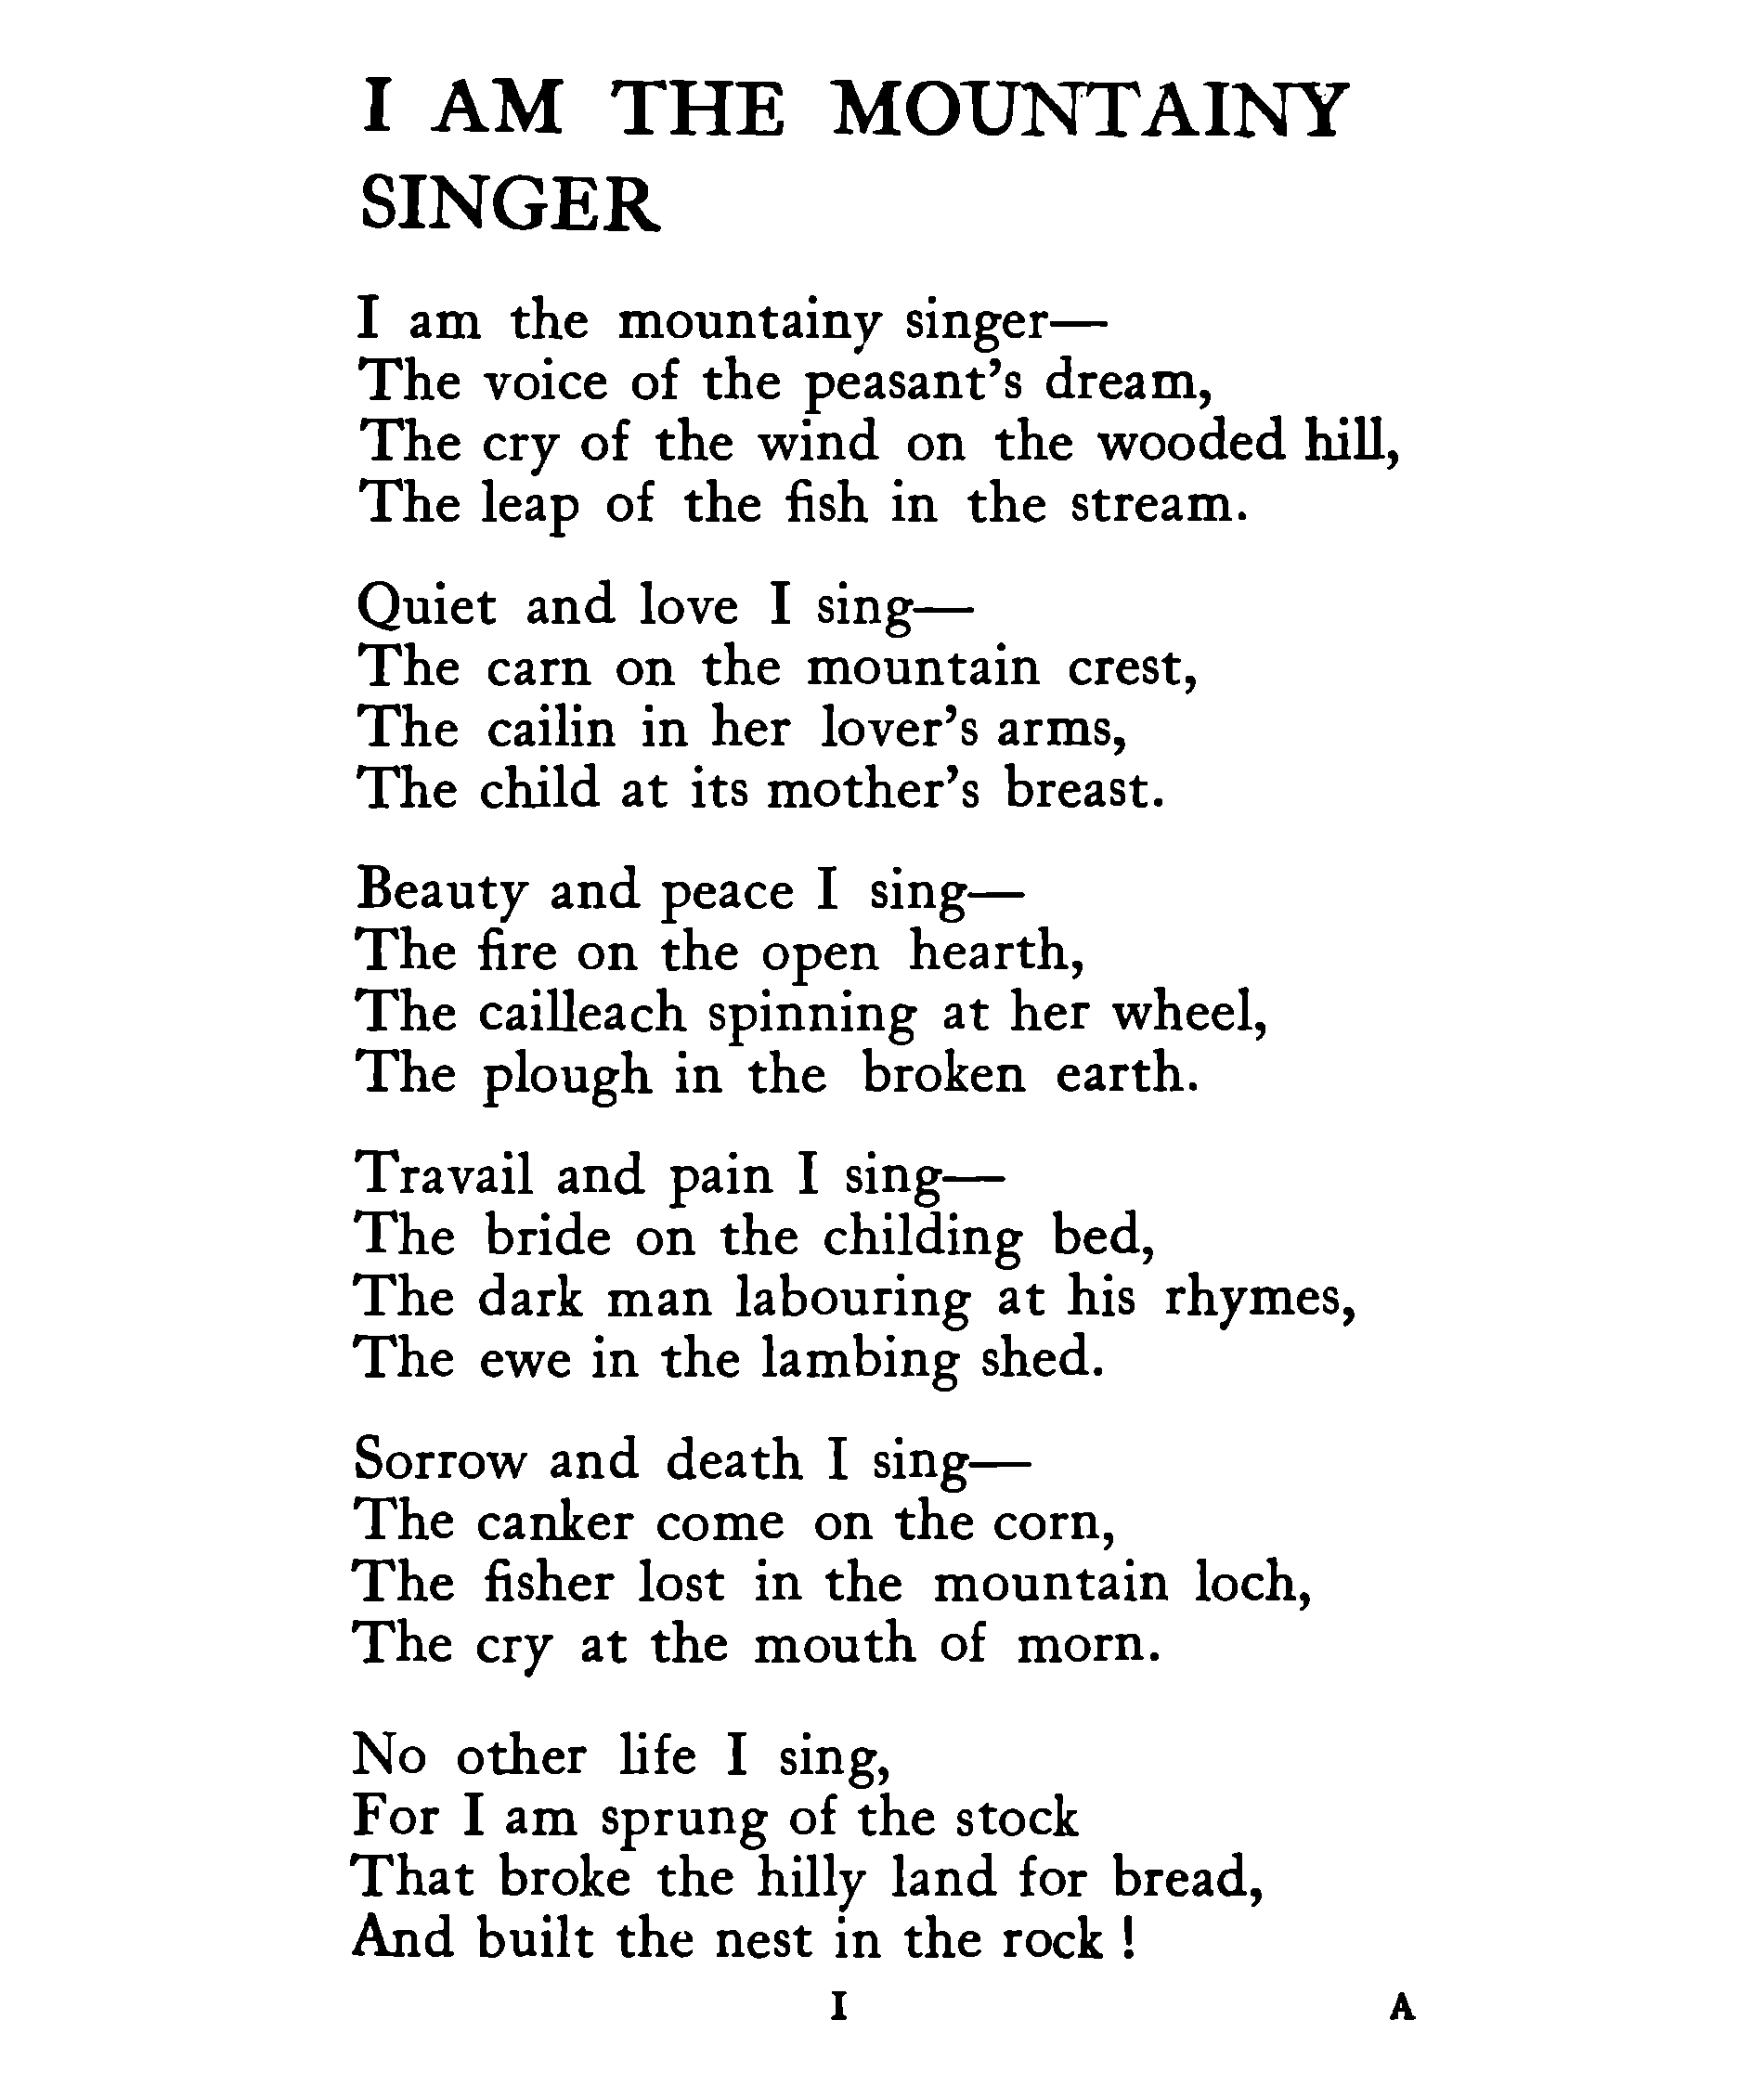 I AM THE MOUNTAINY
SINGER
I am the mountainy singer—
The voice of the peasant's dream,
The cry of the wind on the wooded hill,
The leap of the fish in the stream.
Quiet and love I sing—
The carn on the mountain crest,
The cailin in her lover's arms,
The child at its mother's breast.
Beauty and peace I sing—
The fire on the open hearth,
The cailleach spinning at her wheel,
The plough in the broken earth.
Travail and pain I sing—
The bride on the childing bed,
The dark man labouring at his rhymes,
The ewe in the lambing shed.
Sorrow and death I sing—
The canker come on the corn,
The fisher lost in the mountain loch,
The cry at the mouth of morn.
No other life I sing,
For I am sprung of the stock
That broke the hilly land for bread,
And built the nest in the rock !
I A